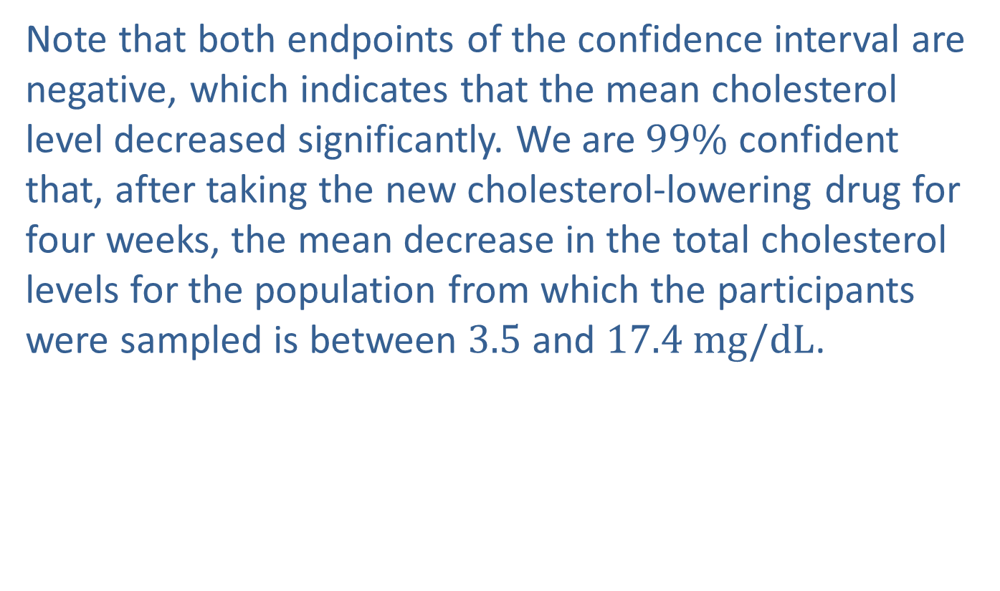 Note that both endpoints of the confidence interval are
negative, which indicates that the mean cholesterol
level decreased significantly. We are 99% confident
that, after taking the new cholesterol-lowering drug for
four weeks, the mean decrease in the total cholesterol
levels for the population from which the participants
were sampled is between 3.5 and 17.4 mg/dL.